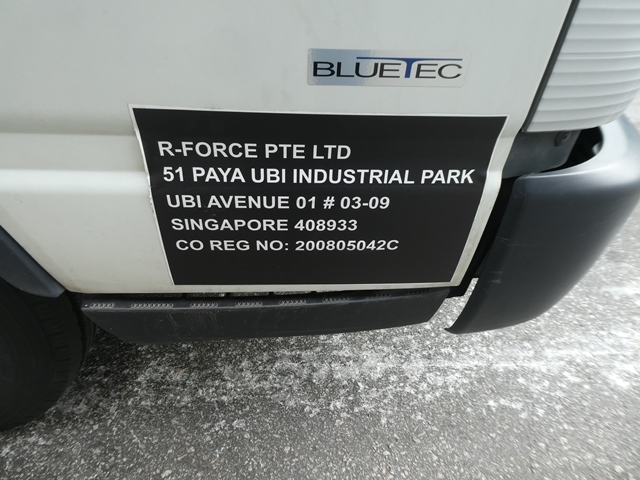 BLUETEC
R-FORCE PTE LTD
51 PAYA UBI INDUSTRIAL PARK
UBI AVENUE 01 # 03-09
SINGAPORE 408933
CO REG NO: 200805042C